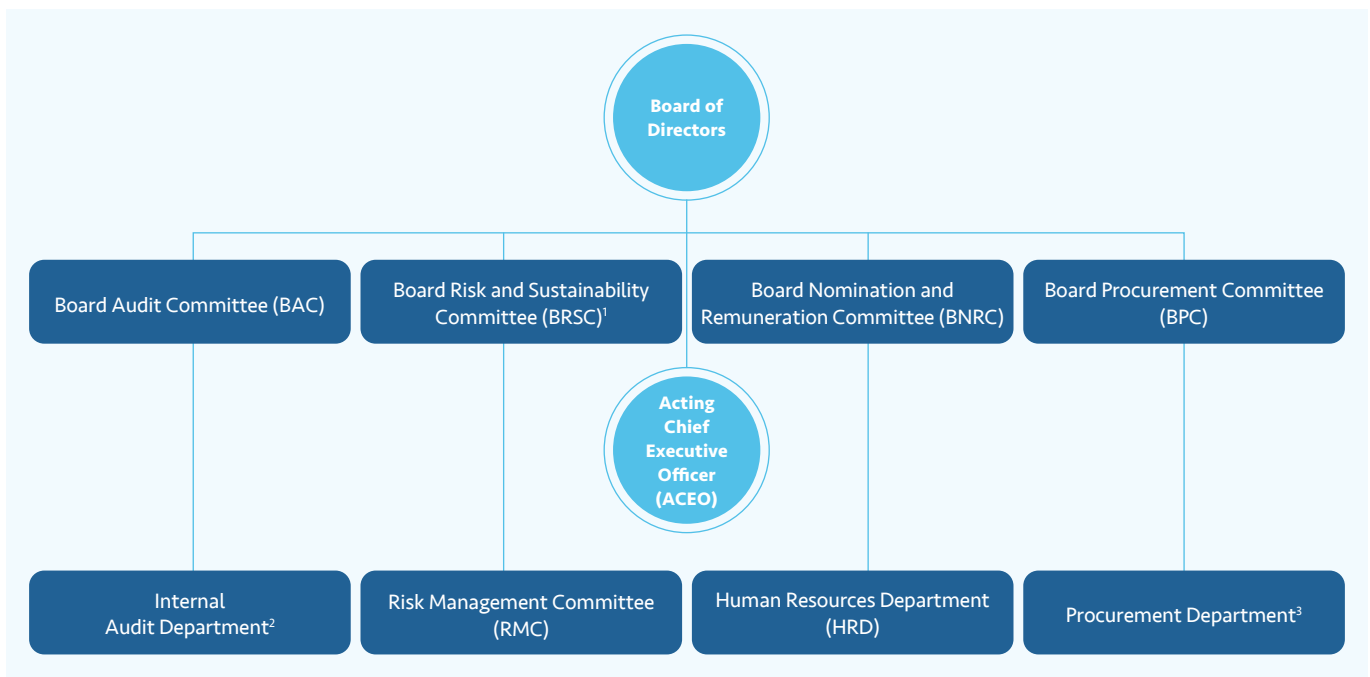 Board of
Directors
Board Audit Committee (BAC)
Board Risk and Sustainability
Committee (BRSC)¹
Board Nomination and
Remuneration Committee (BNRC)
Board Procurement Committee
(BPC)
Acting
Chief
Executive
Officer
(ACEO)
Internal
Audit Department²
Risk Management Committee
(RMC)
Human Resources Department
(HRD)
Procurement Department³